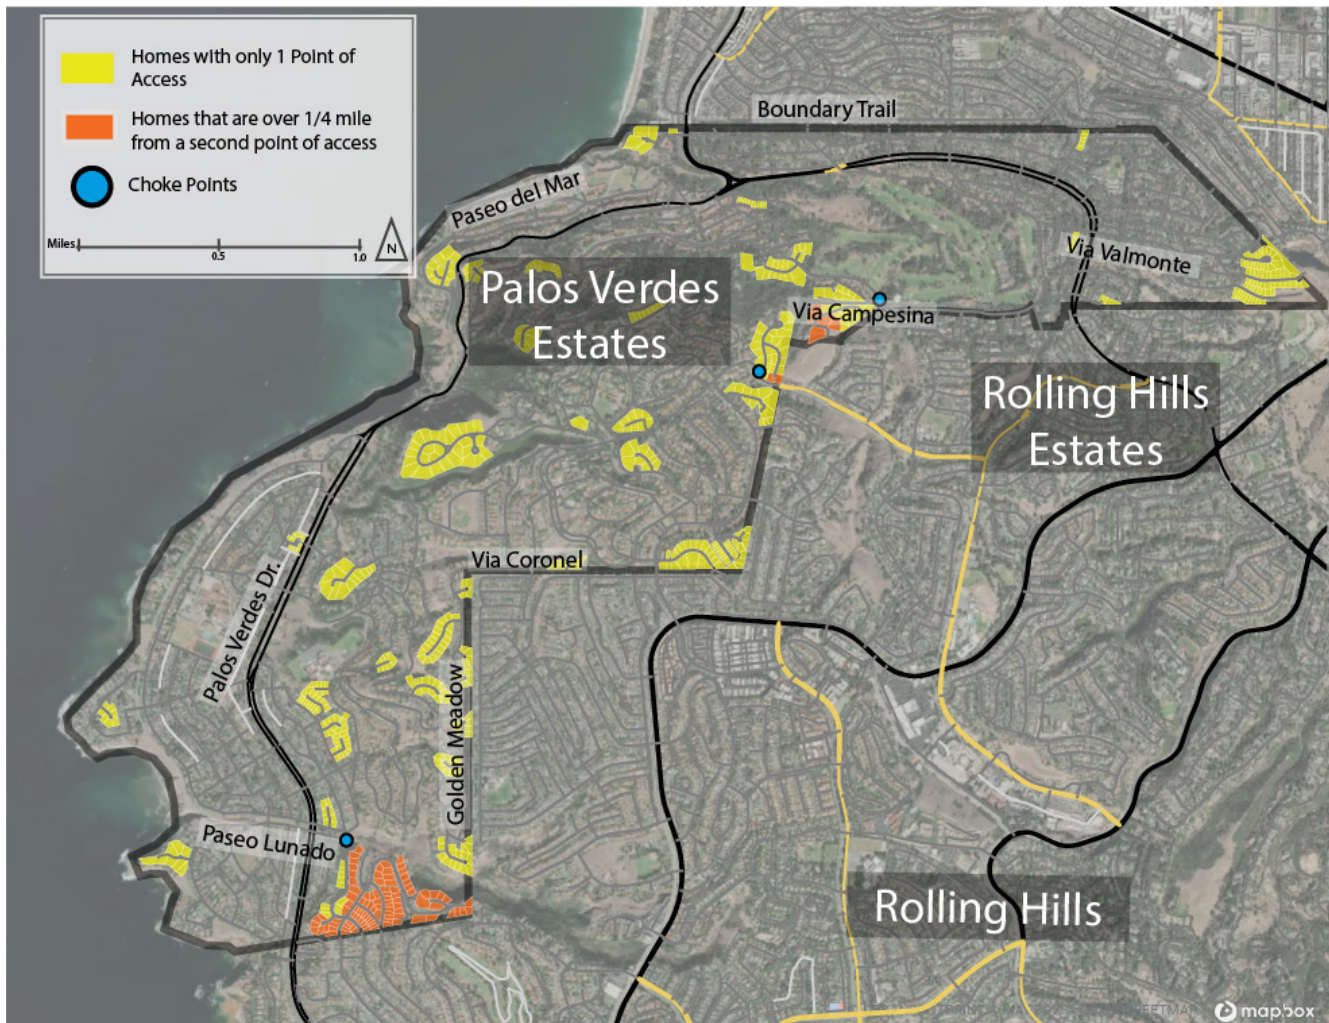 Homes with only 1 Point of
Access
Homes that are over 1/4 mile
from a second point of access
Choke Points
Miles
0.5
1.0
N
Boundary Trail
Paseo del Mar
Via Valmonte
Palos Verdes
Estates
Via Campesina
Rolling Hills
Estates
Via Coronel
Palos Verdes Dr.
Golden Meadow
Paseo Lunado
Rolling Hills
mapbox